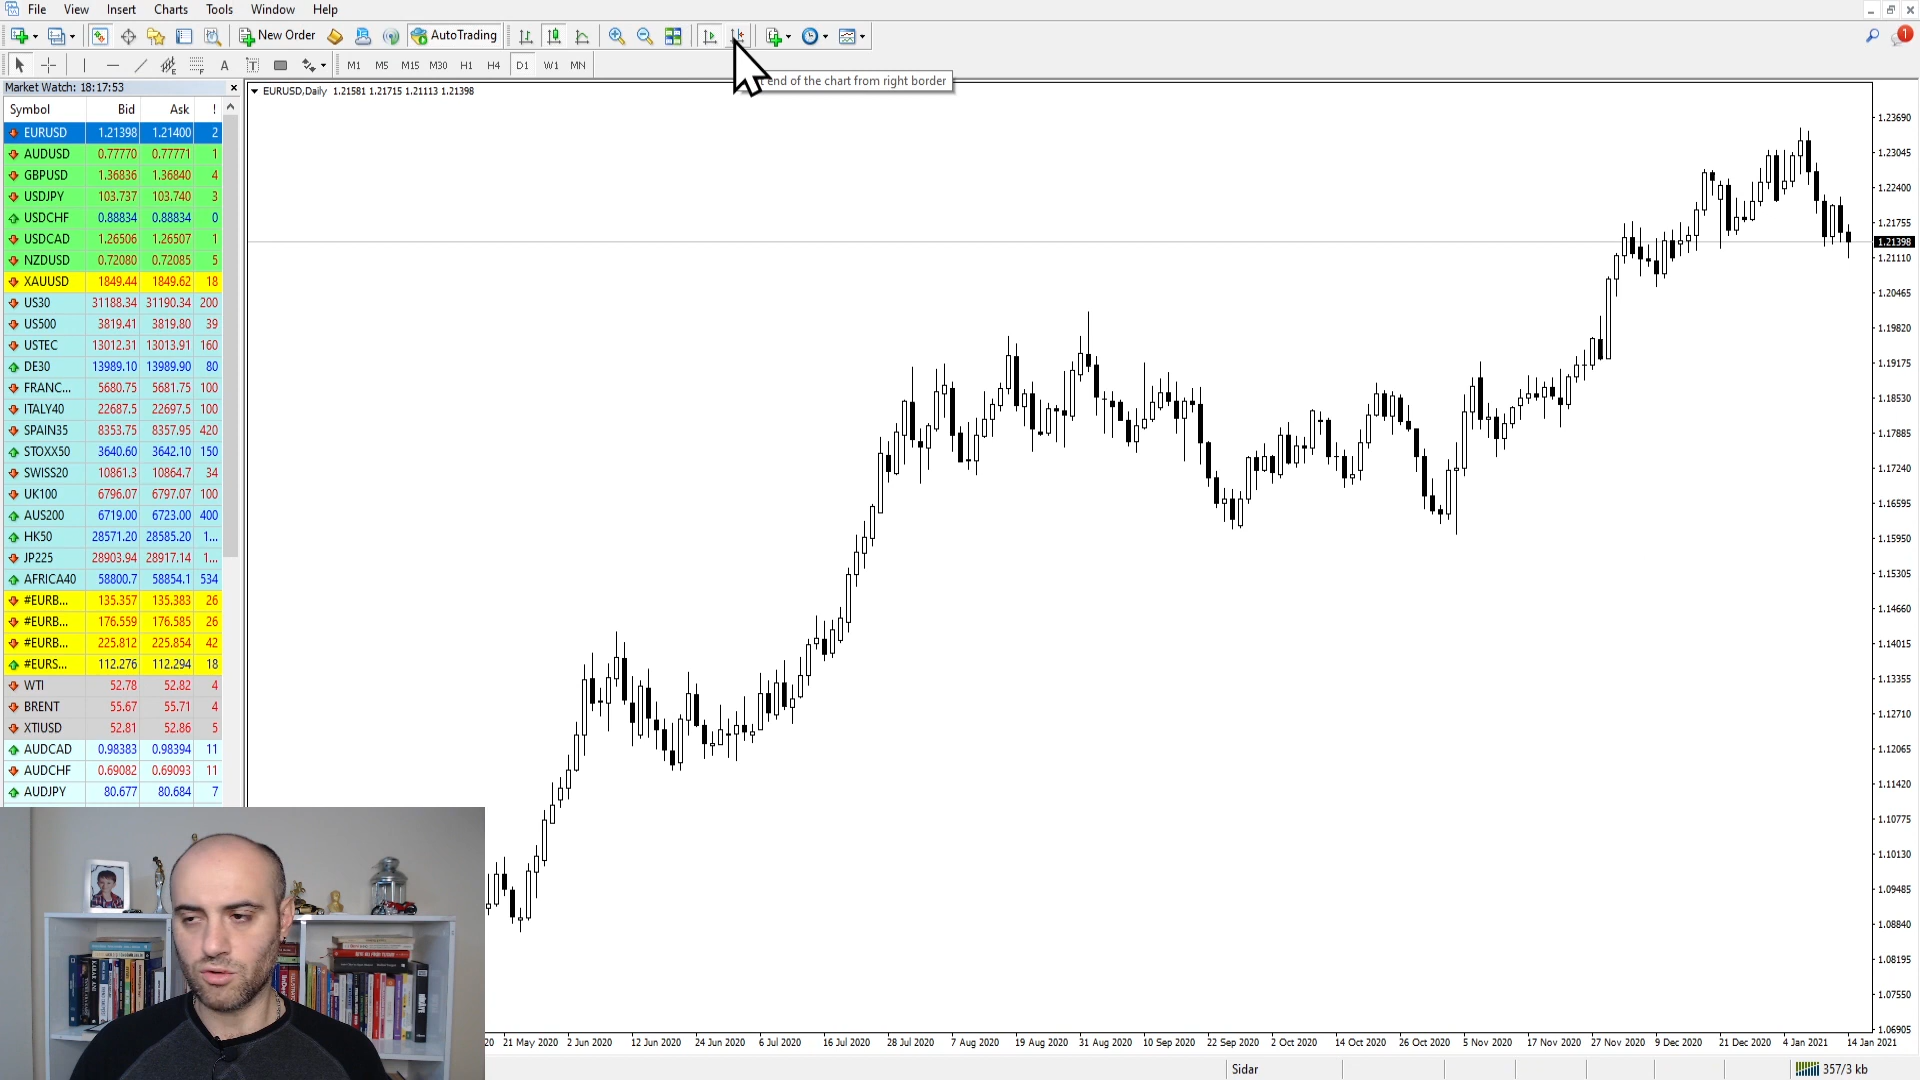 File View Insert Charts Tools Window Help
New Order AutoTrading 1
A T M1 M5 M15 M30 H1 H4 D1 W1 MN
end of the chart from right border
Market Watch: 18:17:53
Symbol Bid Ask !
EURUSD 1.21398 1.21400 2
AUDUSD 0.77770 0.77771 1
GBPUSD 1.36836 1.36840 4
USDJPY 103.737 103.740 3
USDCHF 0.88834 0.88834 0
USDCAD 1.26506 1.26507 1
NZDUSD 0.72080 0.72085 5
XAUUSD 1849.44 1849.62 18
US30 31188.34 31190.34 200
US500 3819.41 3819.80 39
USTEC 13012.31 13013.91 160
DE30 13989.10 13989.90 80
FRANC... 5680.75 5681.75 100
ITALY40 22687.5 22697.5 100
SPAIN35 8353.75 8357.95 420
STOXX50 3640.60 3642.10 150
SWISS20 10861.3 10864.7 34
UK100 6796.07 6797.07 100
AUS200 6719.00 6723.00 400
HK50 28571.20 28585.20 1...
JP225 28903.94 28917.14 1...
AFRICA40 58800.7 58854.1 534
#EURB... 135.357 135.383 26
#EURB... 176.559 176.585 26
#EURB... 225.812 225.854 42
#EURS... 112.276 112.294 18
WTI 52.78 52.82 4
BRENT 55.67 55.71 4
XTIUSD 52.81 52.86 5
AUDCAD 0.98383 0.98394 11
AUDCHF 0.69082 0.69093 11
AUDJPY 80.677 80.684 7
EURUSD,Daily 1.21581 1.21715 1.21113 1.21398
1.23690
1.23045
1.22400
1.21755
1.21398
1.21110
1.20465
1.19820
1.19175
1.18530
1.17885
1.17240
1.16595
1.15950
1.15305
1.14660
1.14015
1.13355
1.12710
1.12065
1.11420
1.10775
1.10130
1.09485
1.08840
1.08195
1.07550
1.06905
20 21 May 2020 2 Jun 2020 12 Jun 2020 24 Jun 2020 6 Jul 2020 16 Jul 2020 28 Jul 2020 7 Aug 2020 19 Aug 2020 31 Aug 2020 10 Sep 2020 22 Sep 2020 2 Oct 2020 14 Oct 2020 26 Oct 2020 5 Nov 2020 17 Nov 2020 27 Nov 2020 9 Dec 2020 21 Dec 2020 4 Jan 2021 14 Jan 2021
Sidar 357/3 kb